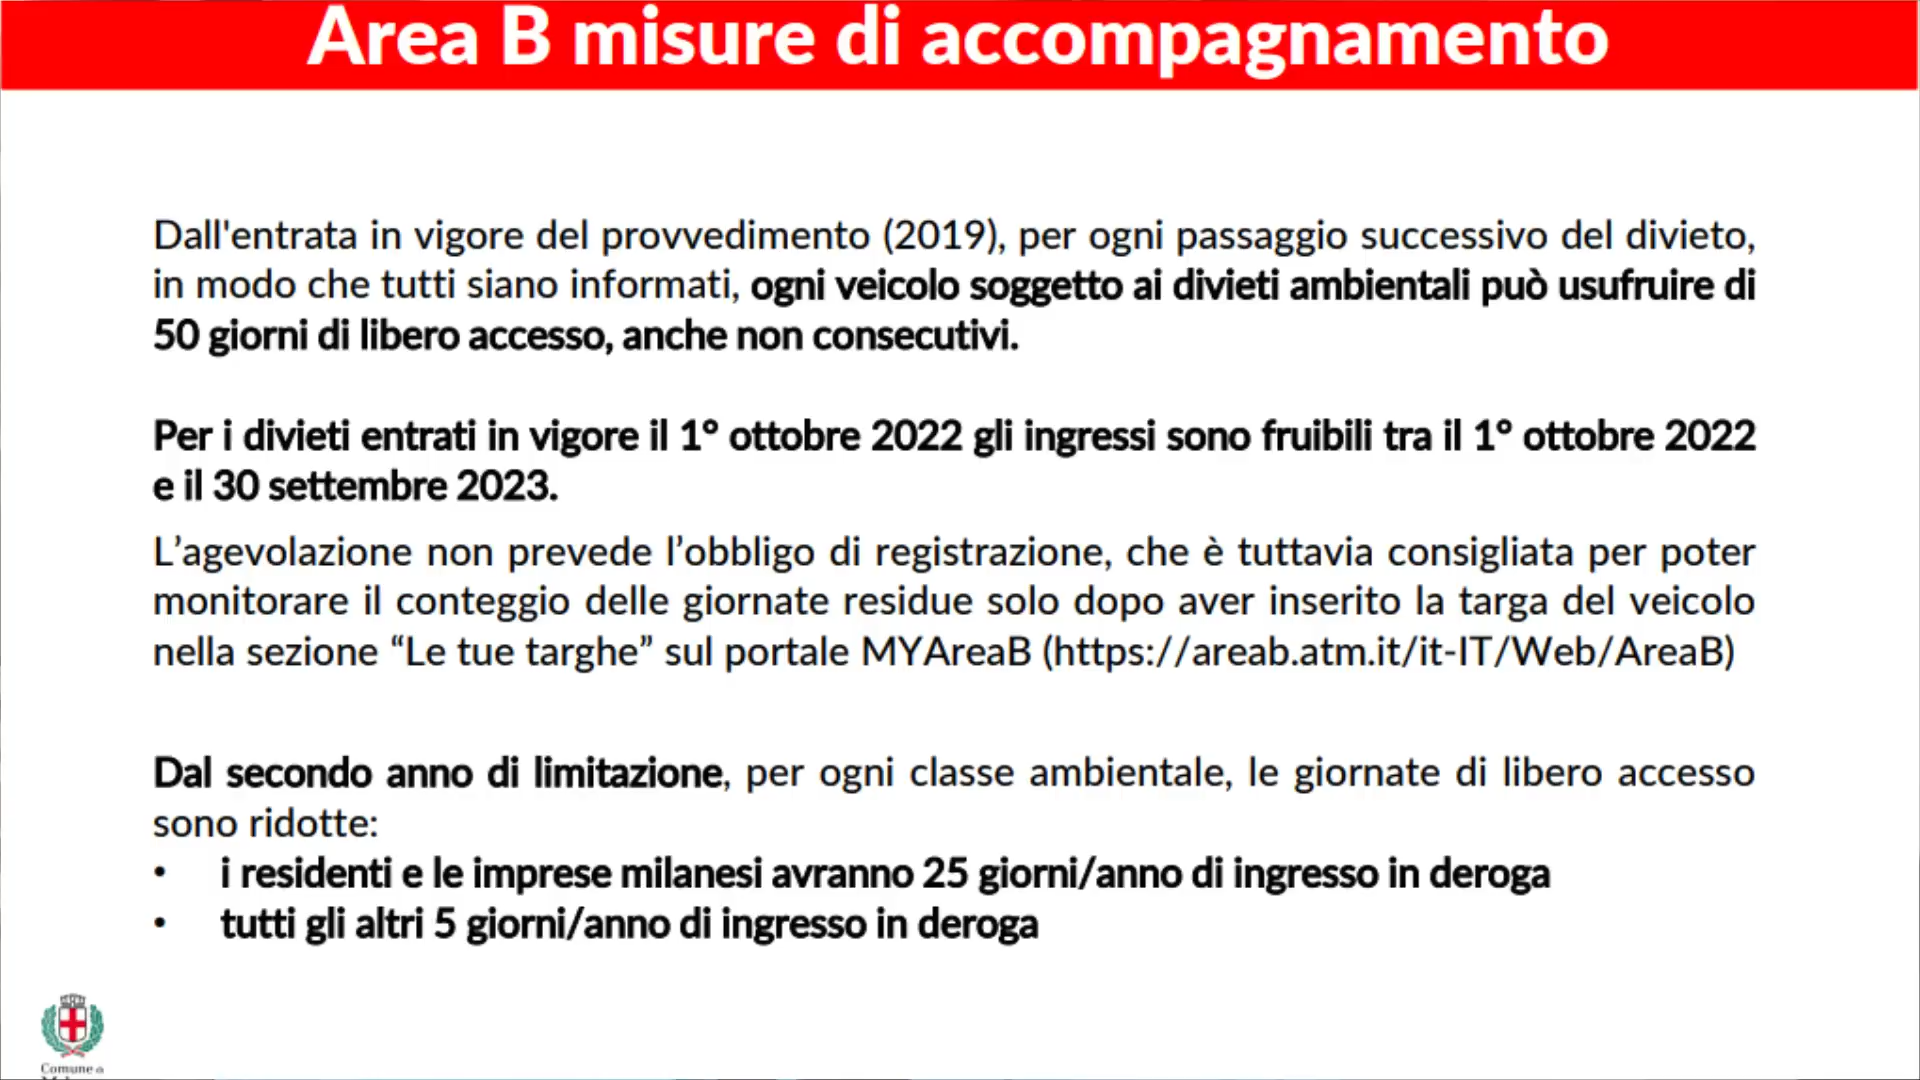 Area B misure di accompagnamento
Dall'entrata in vigore del provvedimento (2019), per ogni passaggio successivo del divieto,
in modo che tutti siano informati, ogni veicolo soggetto ai divieti ambientali può usufruire di
50 giorni di libero accesso, anche non consecutivi.
Per i divieti entrati in vigore il 1° ottobre 2022 gli ingressi sono fruibili tra il 1° ottobre 2022
e il 30 settembre 2023.
L’agevolazione non prevede l’obbligo di registrazione, che è tuttavia consigliata per poter
monitorare il conteggio delle giornate residue solo dopo aver inserito la targa del veicolo
nella sezione “Le tue targhe” sul portale MYAreaB (https://areab.atm.it/it-IT/Web/AreaB)
Dal secondo anno di limitazione, per ogni classe ambientale, le giornate di libero accesso
sono ridotte:
• i residenti e le imprese milanesi avranno 25 giorni/anno di ingresso in deroga
• tutti gli altri 5 giorni/anno di ingresso in deroga
Comune di